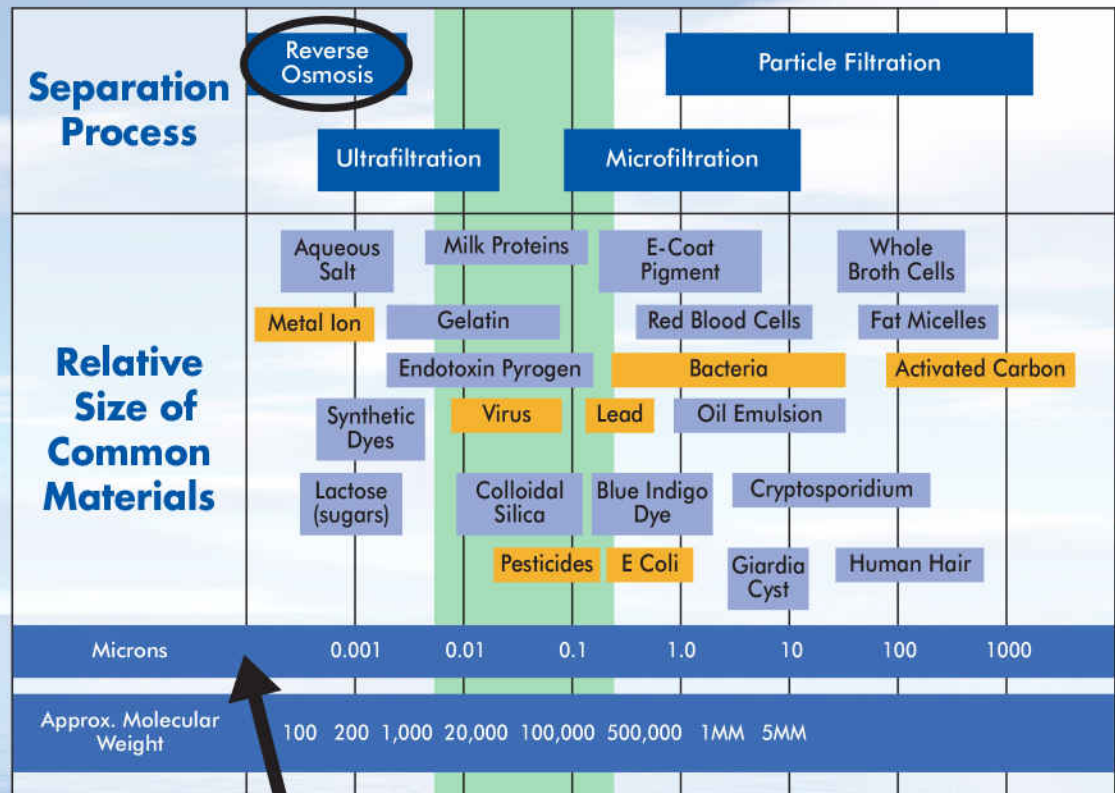 Separation
Process
Reverse
Osmosis
Particle Filtration
Ultrafiltration
Microfiltration
Relative
Size of
Common
Materials
Aqueous
Salt
Milk Proteins
E-Coat
Pigment
Whole
Broth Cells
Metal Ion
Gelatin
Red Blood Cells
Fat Micelles
Endotoxin Pyrogen
Bacteria
Activated Carbon
Synthetic
Dyes
Virus
Lead
Oil Emulsion
Lactose
(sugars)
Colloidal
Silica
Blue Indigo
Dye
Cryptosporidium
Pesticides
E Coli
Giardia
Cyst
Human Hair
Microns 0.001 0.01 0.1 1.0 10 100 1000
Approx. Molecular
Weight
100 200 1,000 20,000 100,000 500,000 1MM 5MM